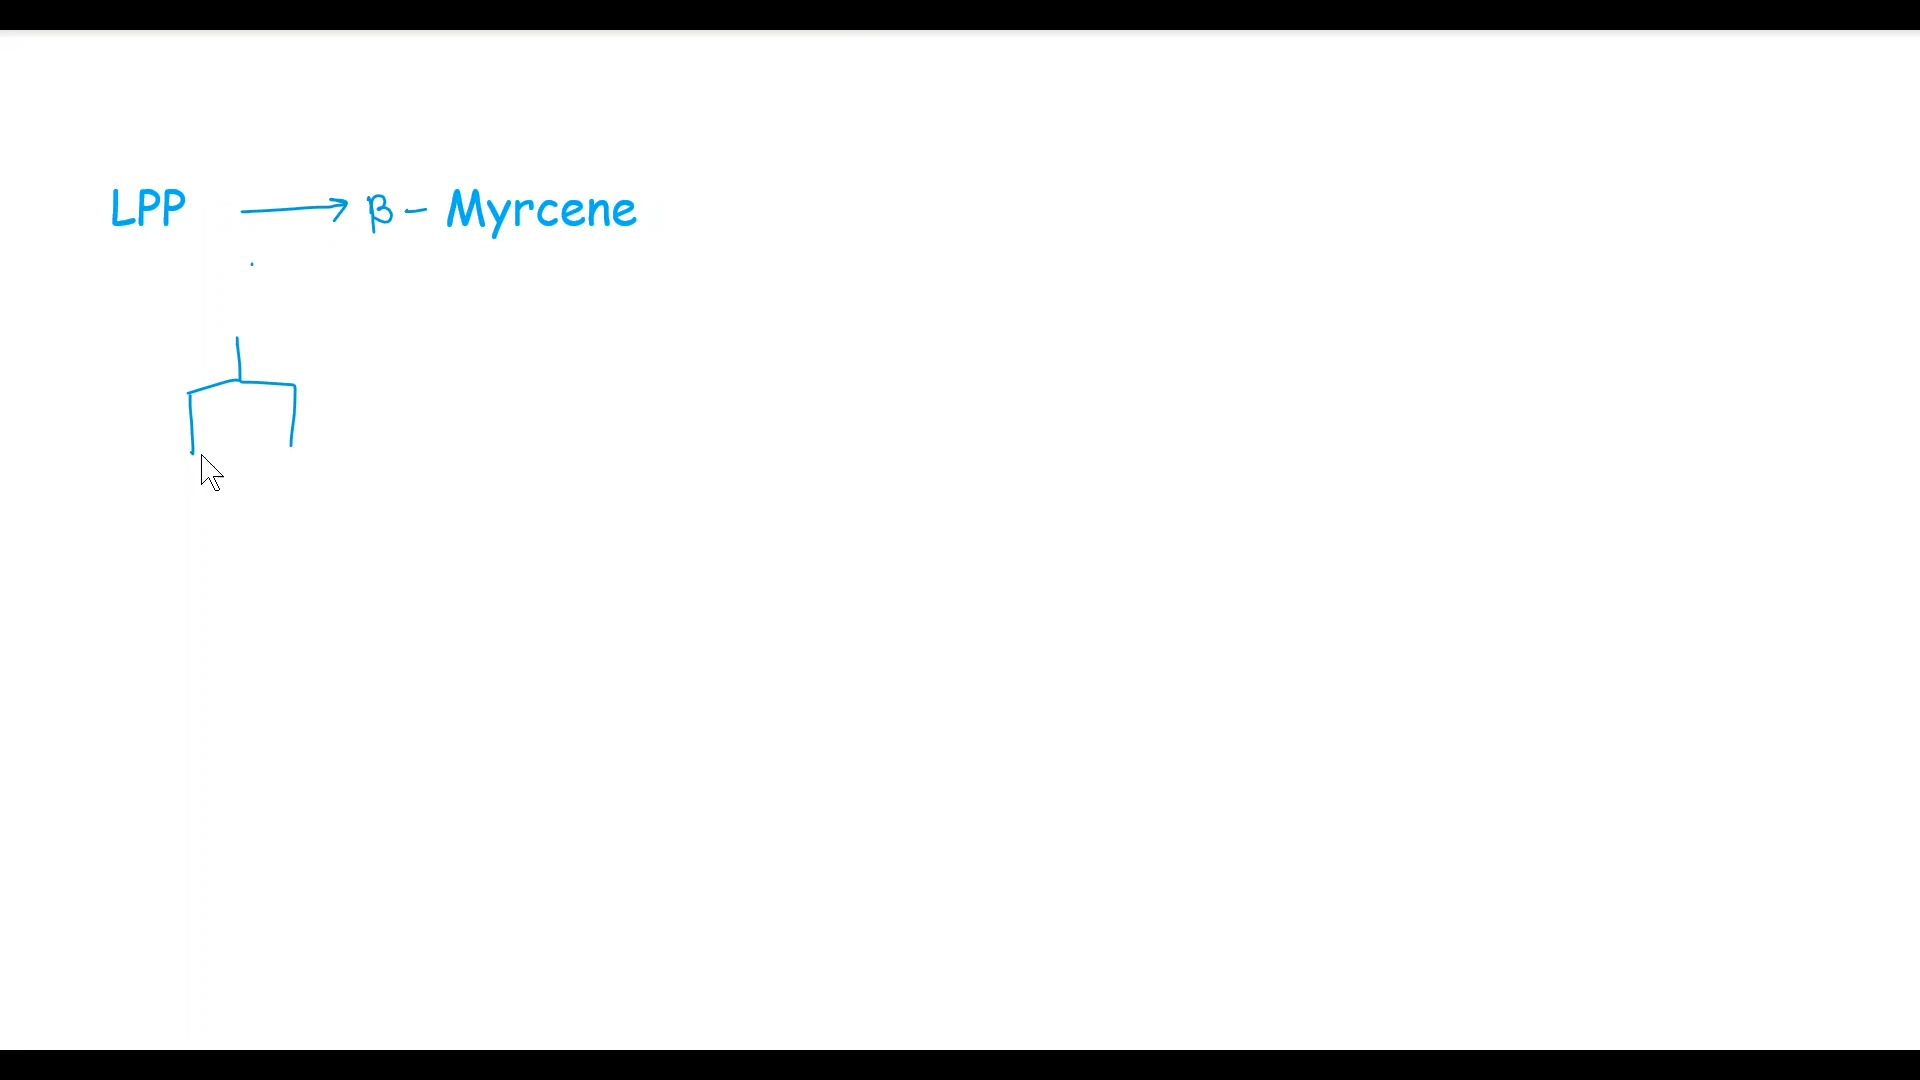 LPP → β - Myrcene